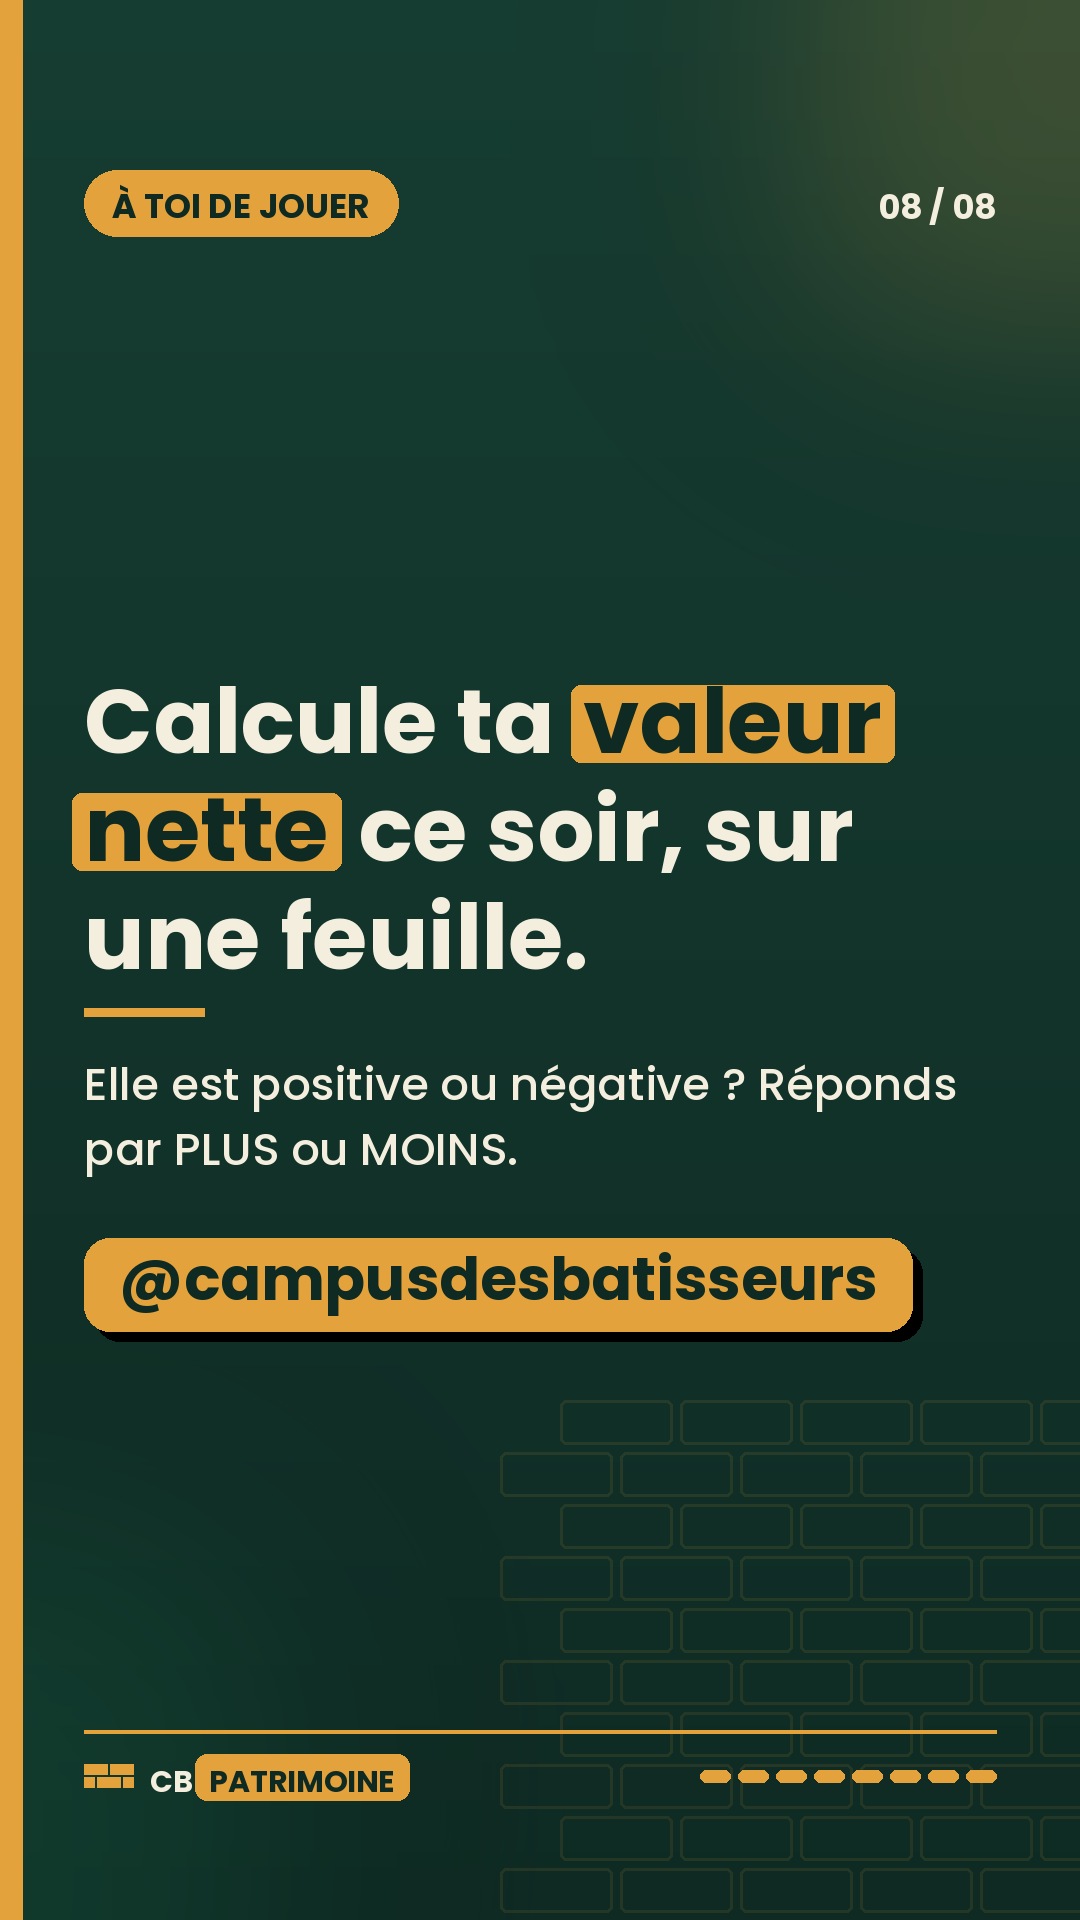 À TOI DE JOUER
08 / 08
Calcule ta valeur
nette ce soir, sur
une feuille.
Elle est positive ou négative ? Réponds
par PLUS ou MOINS.
@campusdesbatisseurs
CB PATRIMOINE